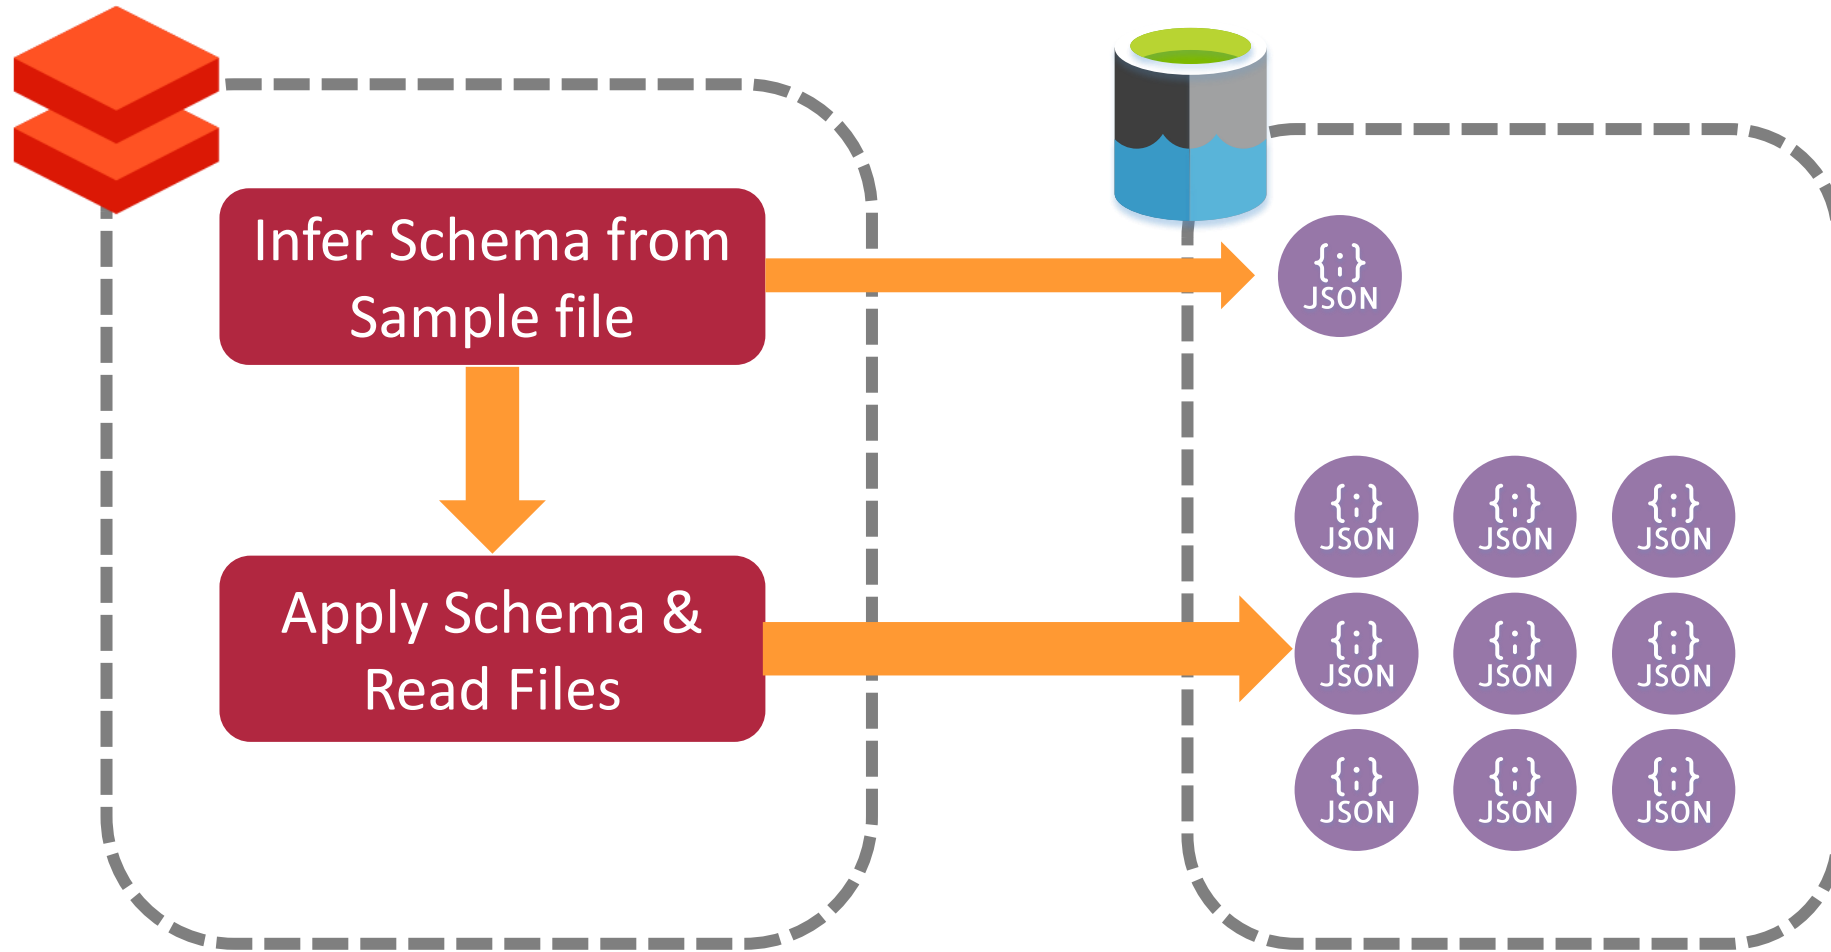 Infer Schema from
Sample file
{;}
JSON
Apply Schema &
Read Files
{;} {;} {;}
JSON JSON JSON
{;} {;} {;}
JSON JSON JSON
{;} {;} {;}
JSON JSON JSON